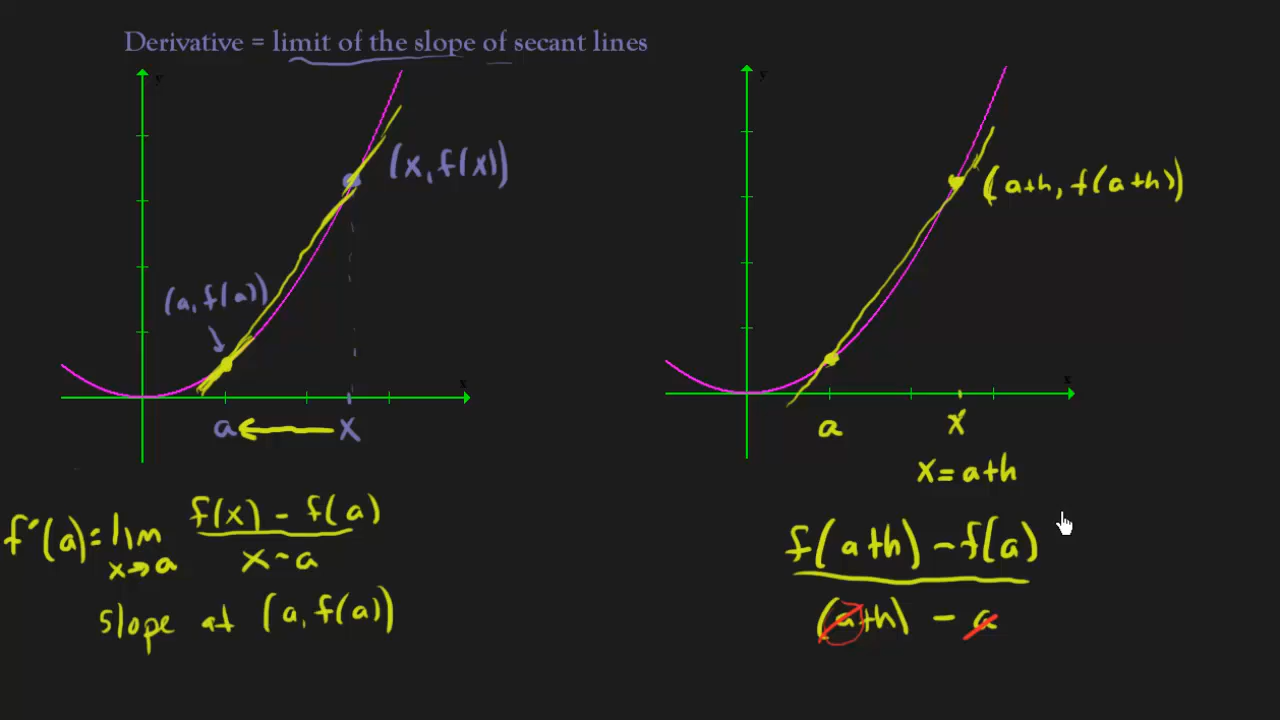 Derivative = limit of the slope of secant lines
y
(x, f(x))
(a, f(a))
x
a
x
f'(a) = lim x→a
f(x) - f(a)
x - a
slope at (a, f(a))
y
(a+h, f(a+h))
x
a
x
x = a+h
f(a+h) - f(a)
(a+h) - a